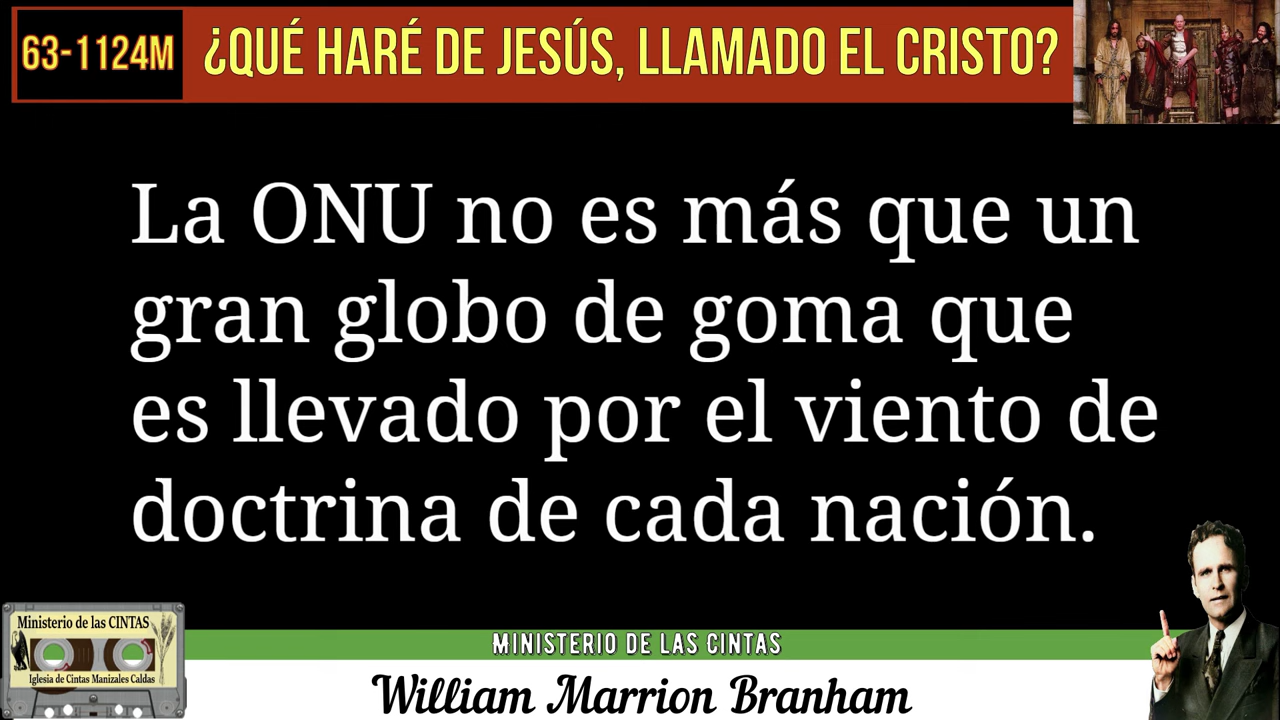 63-1124M
¿QUÉ HARÉ DE JESÚS, LLAMADO EL CRISTO?
La ONU no es más que un
gran globo de goma que
es llevado por el viento de
doctrina de cada nación.
Ministerio de las CINTAS
Iglesia de Cintas Manizales Caldas
MINISTERIO DE LAS CINTAS
William Marrion Branham